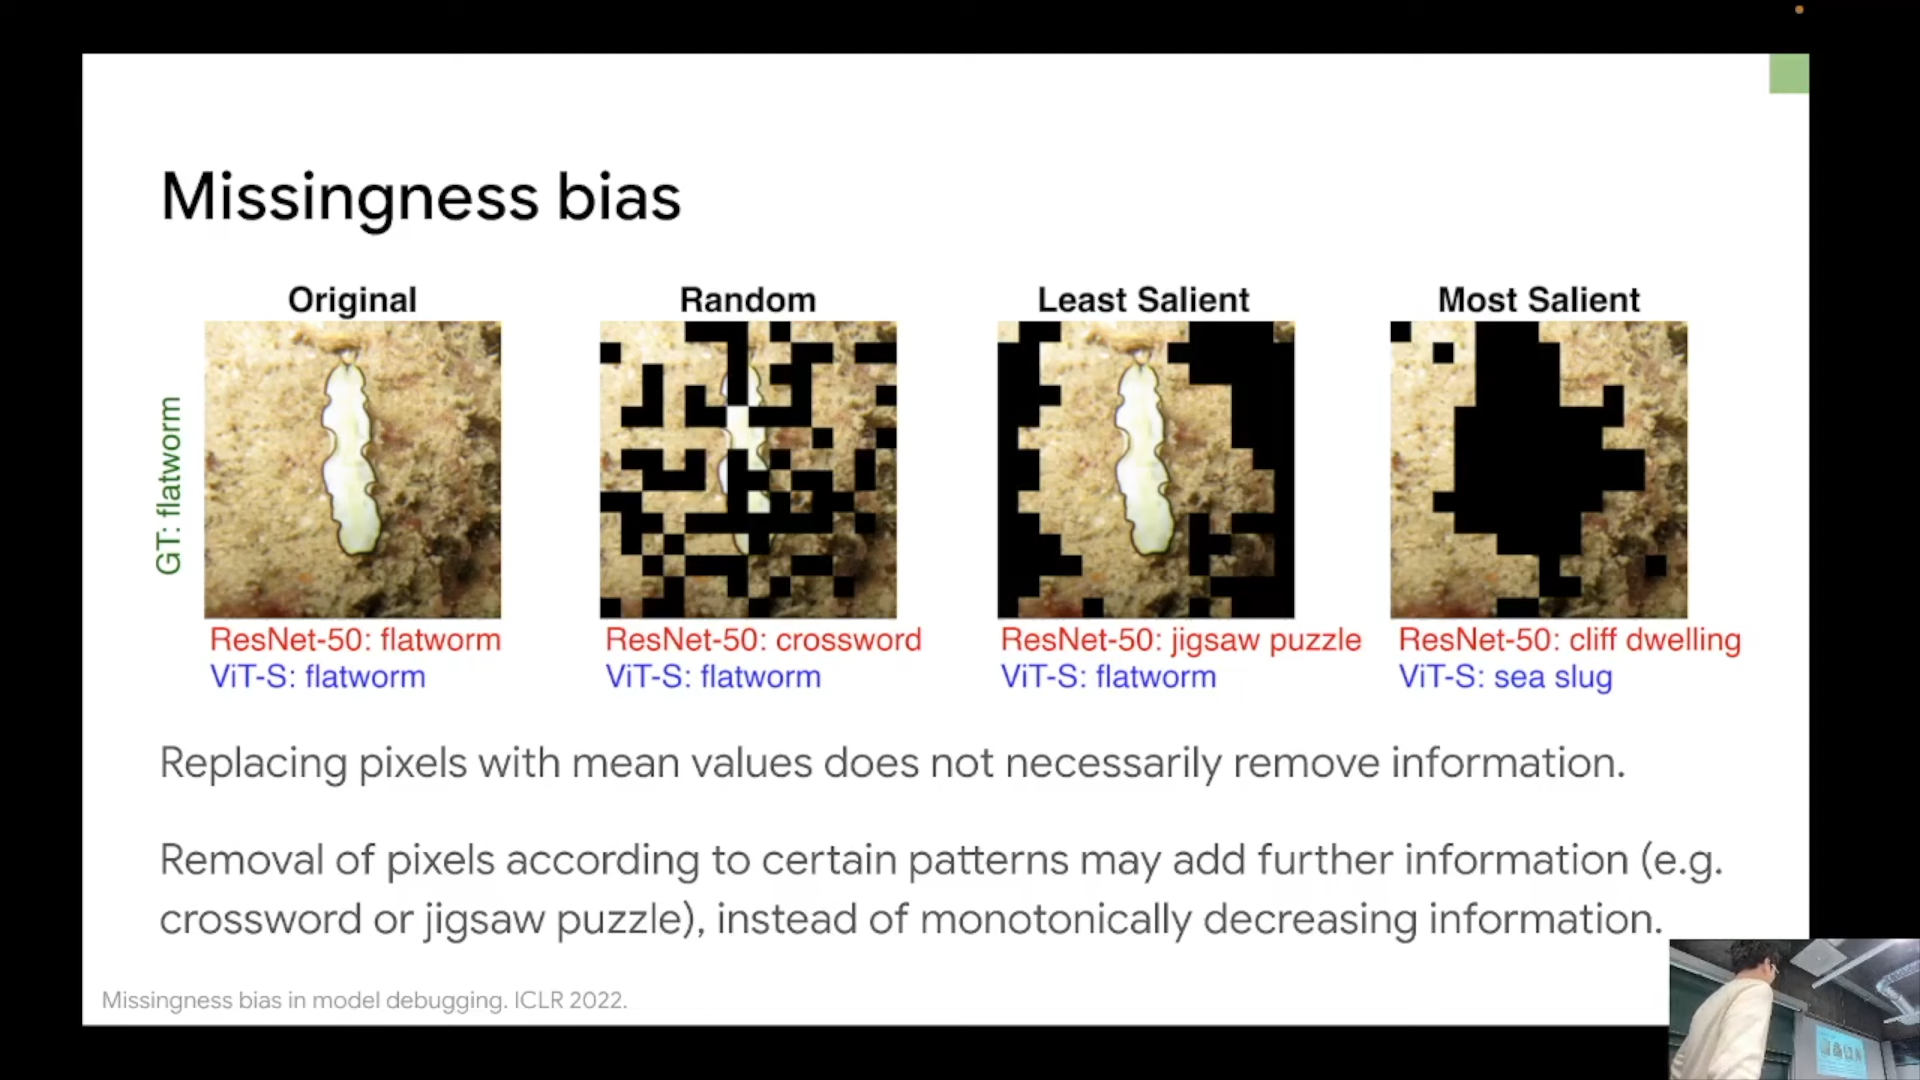 Missingness bias
Original
Random
Least Salient
Most Salient
GT: flatworm
ResNet-50: flatworm
ViT-S: flatworm
ResNet-50: crossword
ViT-S: flatworm
ResNet-50: jigsaw puzzle
ViT-S: flatworm
ResNet-50: cliff dwelling
ViT-S: sea slug
Replacing pixels with mean values does not necessarily remove information.
Removal of pixels according to certain patterns may add further information (e.g.
crossword or jigsaw puzzle), instead of monotonically decreasing information.
Missingness bias in model debugging. ICLR 2022.